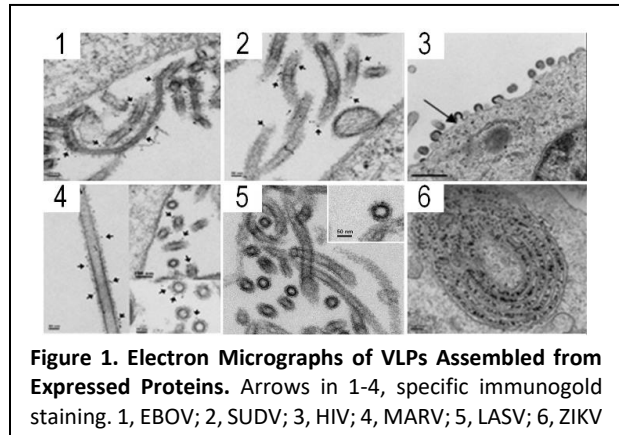 1 2 3
4 5 6
50 nm
Figure 1. Electron Micrographs of VLPs Assembled from
Expressed Proteins. Arrows in 1-4, specific immunogold
staining. 1, EBOV; 2, SUDV; 3, HIV; 4, MARV; 5, LASV; 6, ZIKV